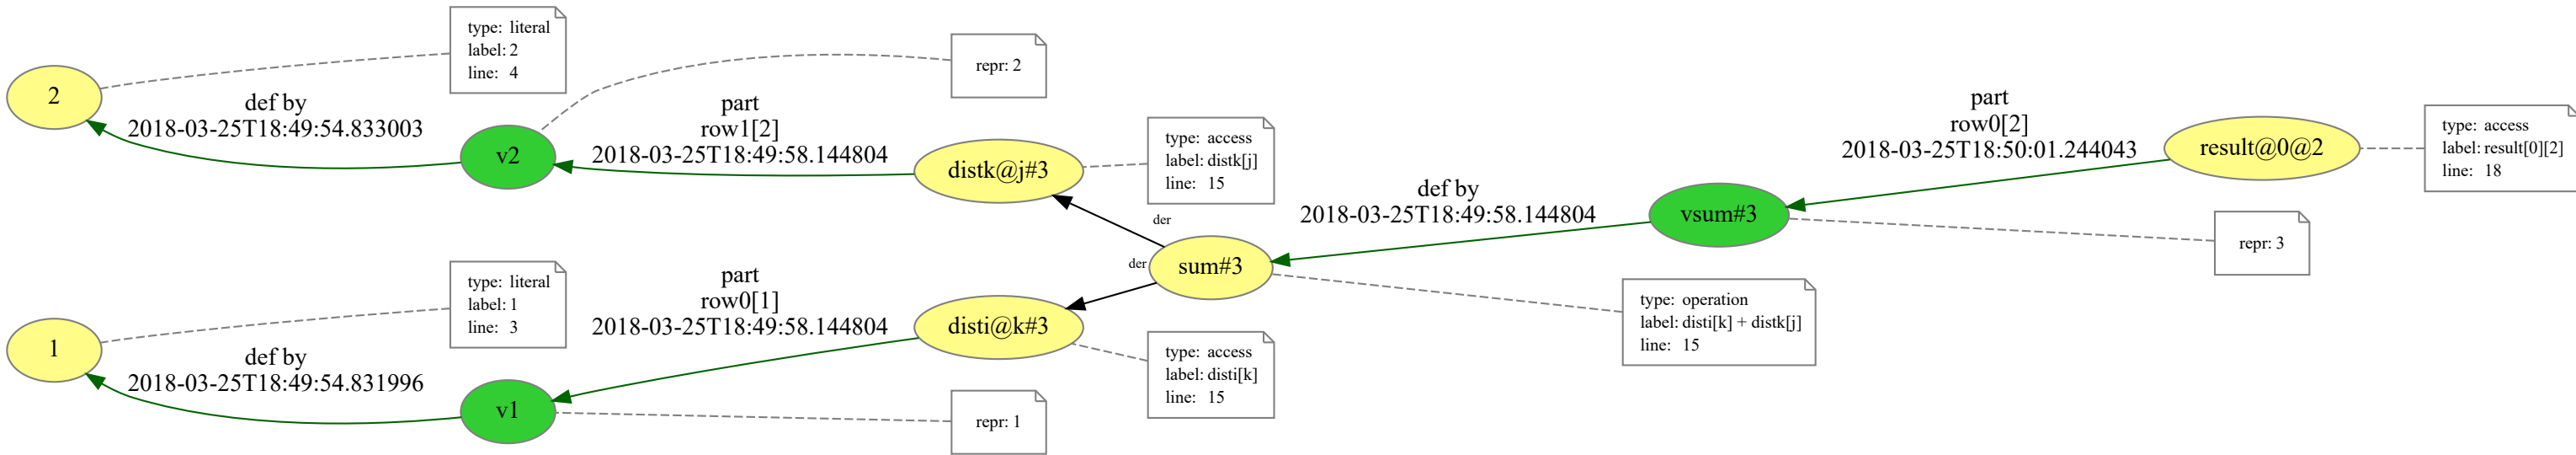 type: literal
label: 2
line: 4
2
def by
2018-03-25T18:49:54.833003
v2
repr: 2
part
row1[2]
2018-03-25T18:49:58.144804
distk@j#3
type: access
label: distk[j]
line: 15
der
der
sum#3
type: literal
label: 1
line: 3
1
def by
2018-03-25T18:49:54.831996
v1
repr: 1
part
row0[1]
2018-03-25T18:49:58.144804
disti@k#3
type: access
label: disti[k]
line: 15
def by
2018-03-25T18:49:58.144804
type: operation
label: disti[k] + distk[j]
line: 15
vsum#3
repr: 3
part
row0[2]
2018-03-25T18:50:01.244043
result@0@2
type: access
label: result[0][2]
line: 18